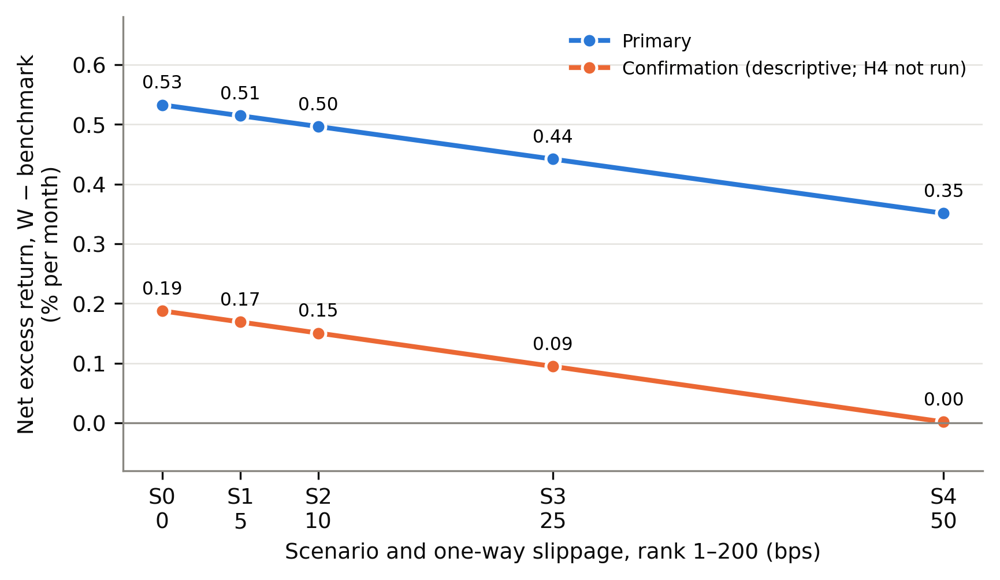 Net excess return, W − benchmark
(% per month)
0.6
0.5
0.4
0.3
0.2
0.1
0.0
Primary
Confirmation (descriptive; H4 not run)
0.53
0.51
0.50
0.44
0.35
0.19
0.17
0.15
0.09
0.00
S0
0
S1
5
S2
10
S3
25
S4
50
Scenario and one-way slippage, rank 1–200 (bps)